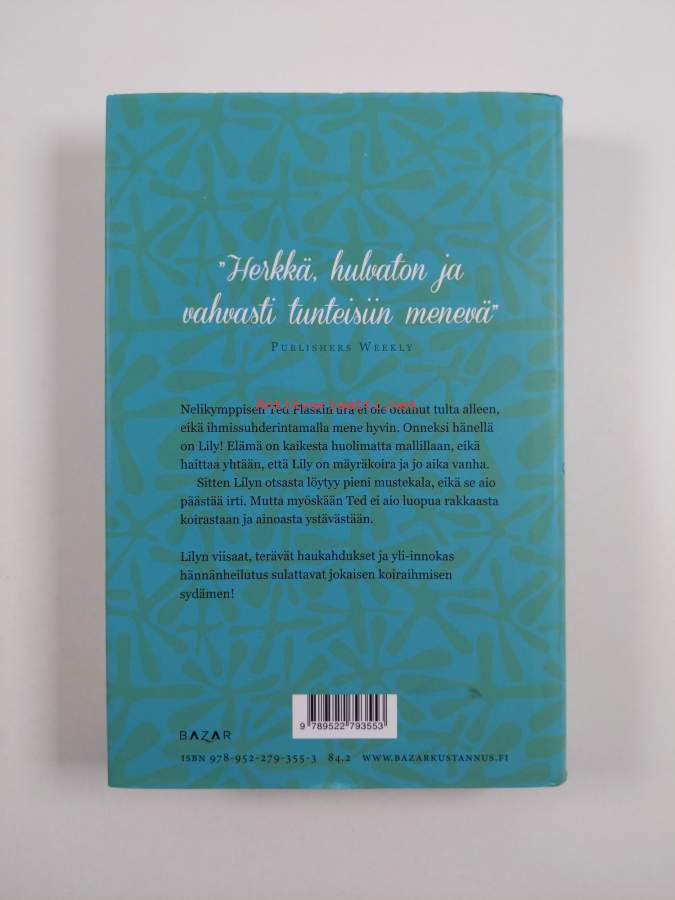 "Herkkä, hulvaton ja
vahvasti tunteisiin menevä"
Publishers Weekly
Antikvariaatti.net
Nelikymppisen Ted Flaskin ura ei ole ottanut tulta alleen,
eikä ihmissuhderintamalla mene hyvin. Onneksi hänellä
on Lily! Elämä on kaikesta huolimatta mallillaan, eikä
haittaa yhtään, että Lily on mäyräkoira ja jo aika vanha.
Sitten Lilyn otsasta löytyy pieni mustekala, eikä se aio
päästää irti. Mutta myöskään Ted ei aio luopua rakkaasta
koirastaan ja ainoasta ystävästään.
Lilyn viisaat, terävät haukahdukset ja yli-innokas
hännänheilutus sulattavat jokaisen koiraihmisen
sydämen!
9 789522 793553
BAZAR
ISBN 978-952-279-355-3 84.2 WWW.BAZARKUSTANNUS.FI